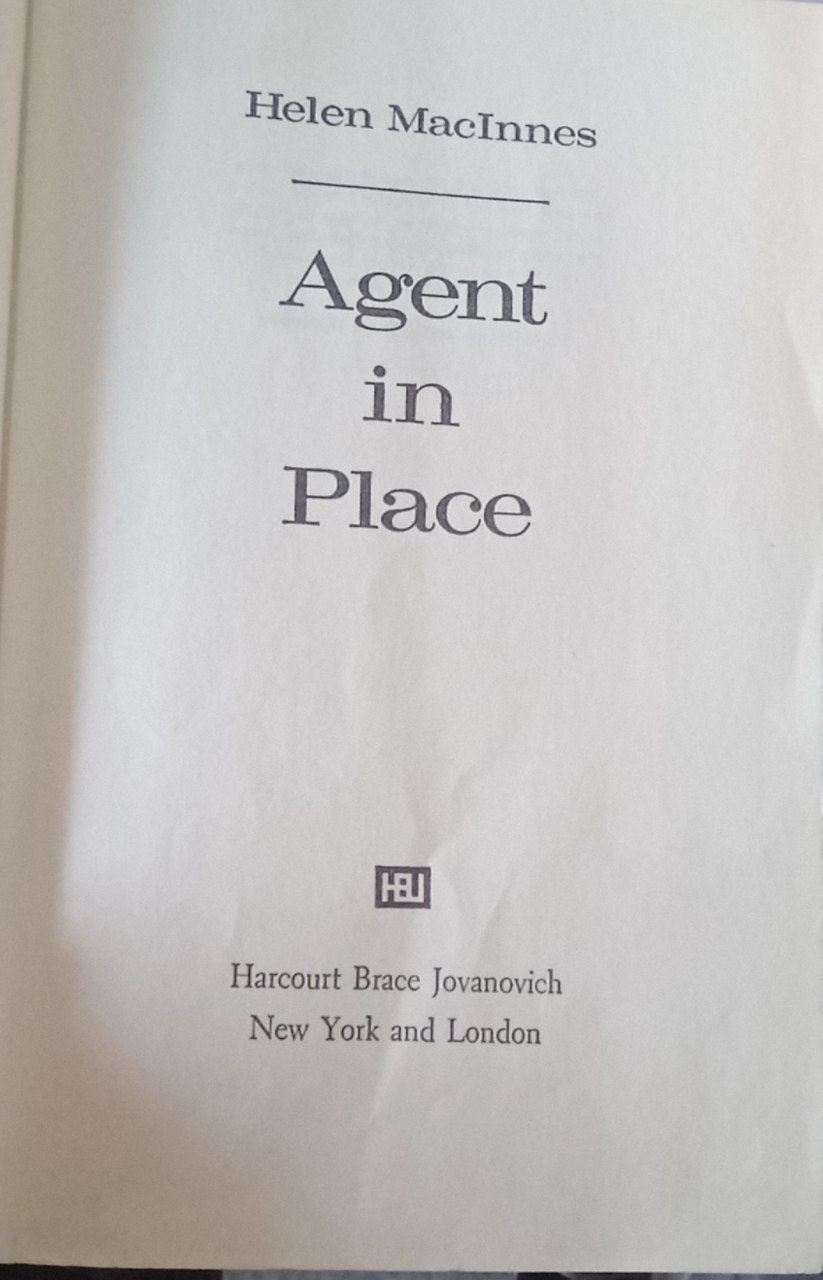 Helen MacInnes
Agent
in
Place
HBJ
Harcourt Brace Jovanovich
New York and London